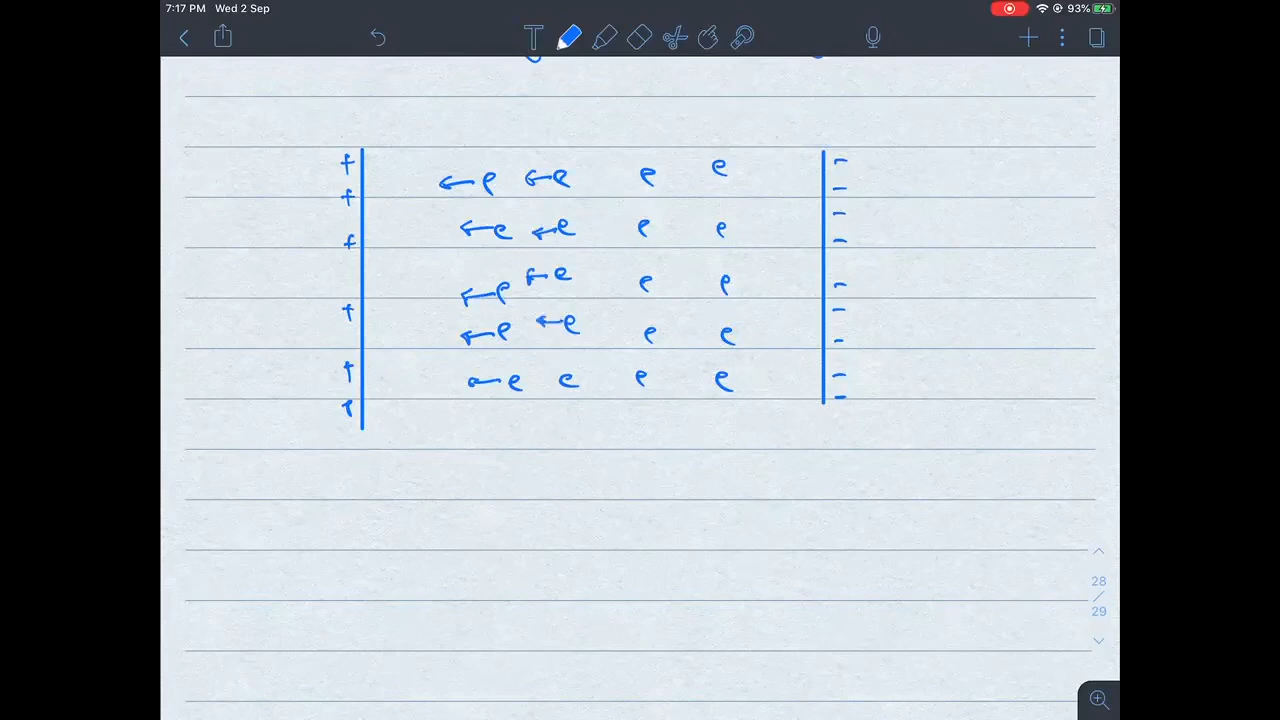 7:17 PM Wed 2 Sep 93%
T
+ e e e e -
+ -
+ e e e e -
-
e e e e -
+ e e e e -
-
+ e e e e -
+ -
28
/
29